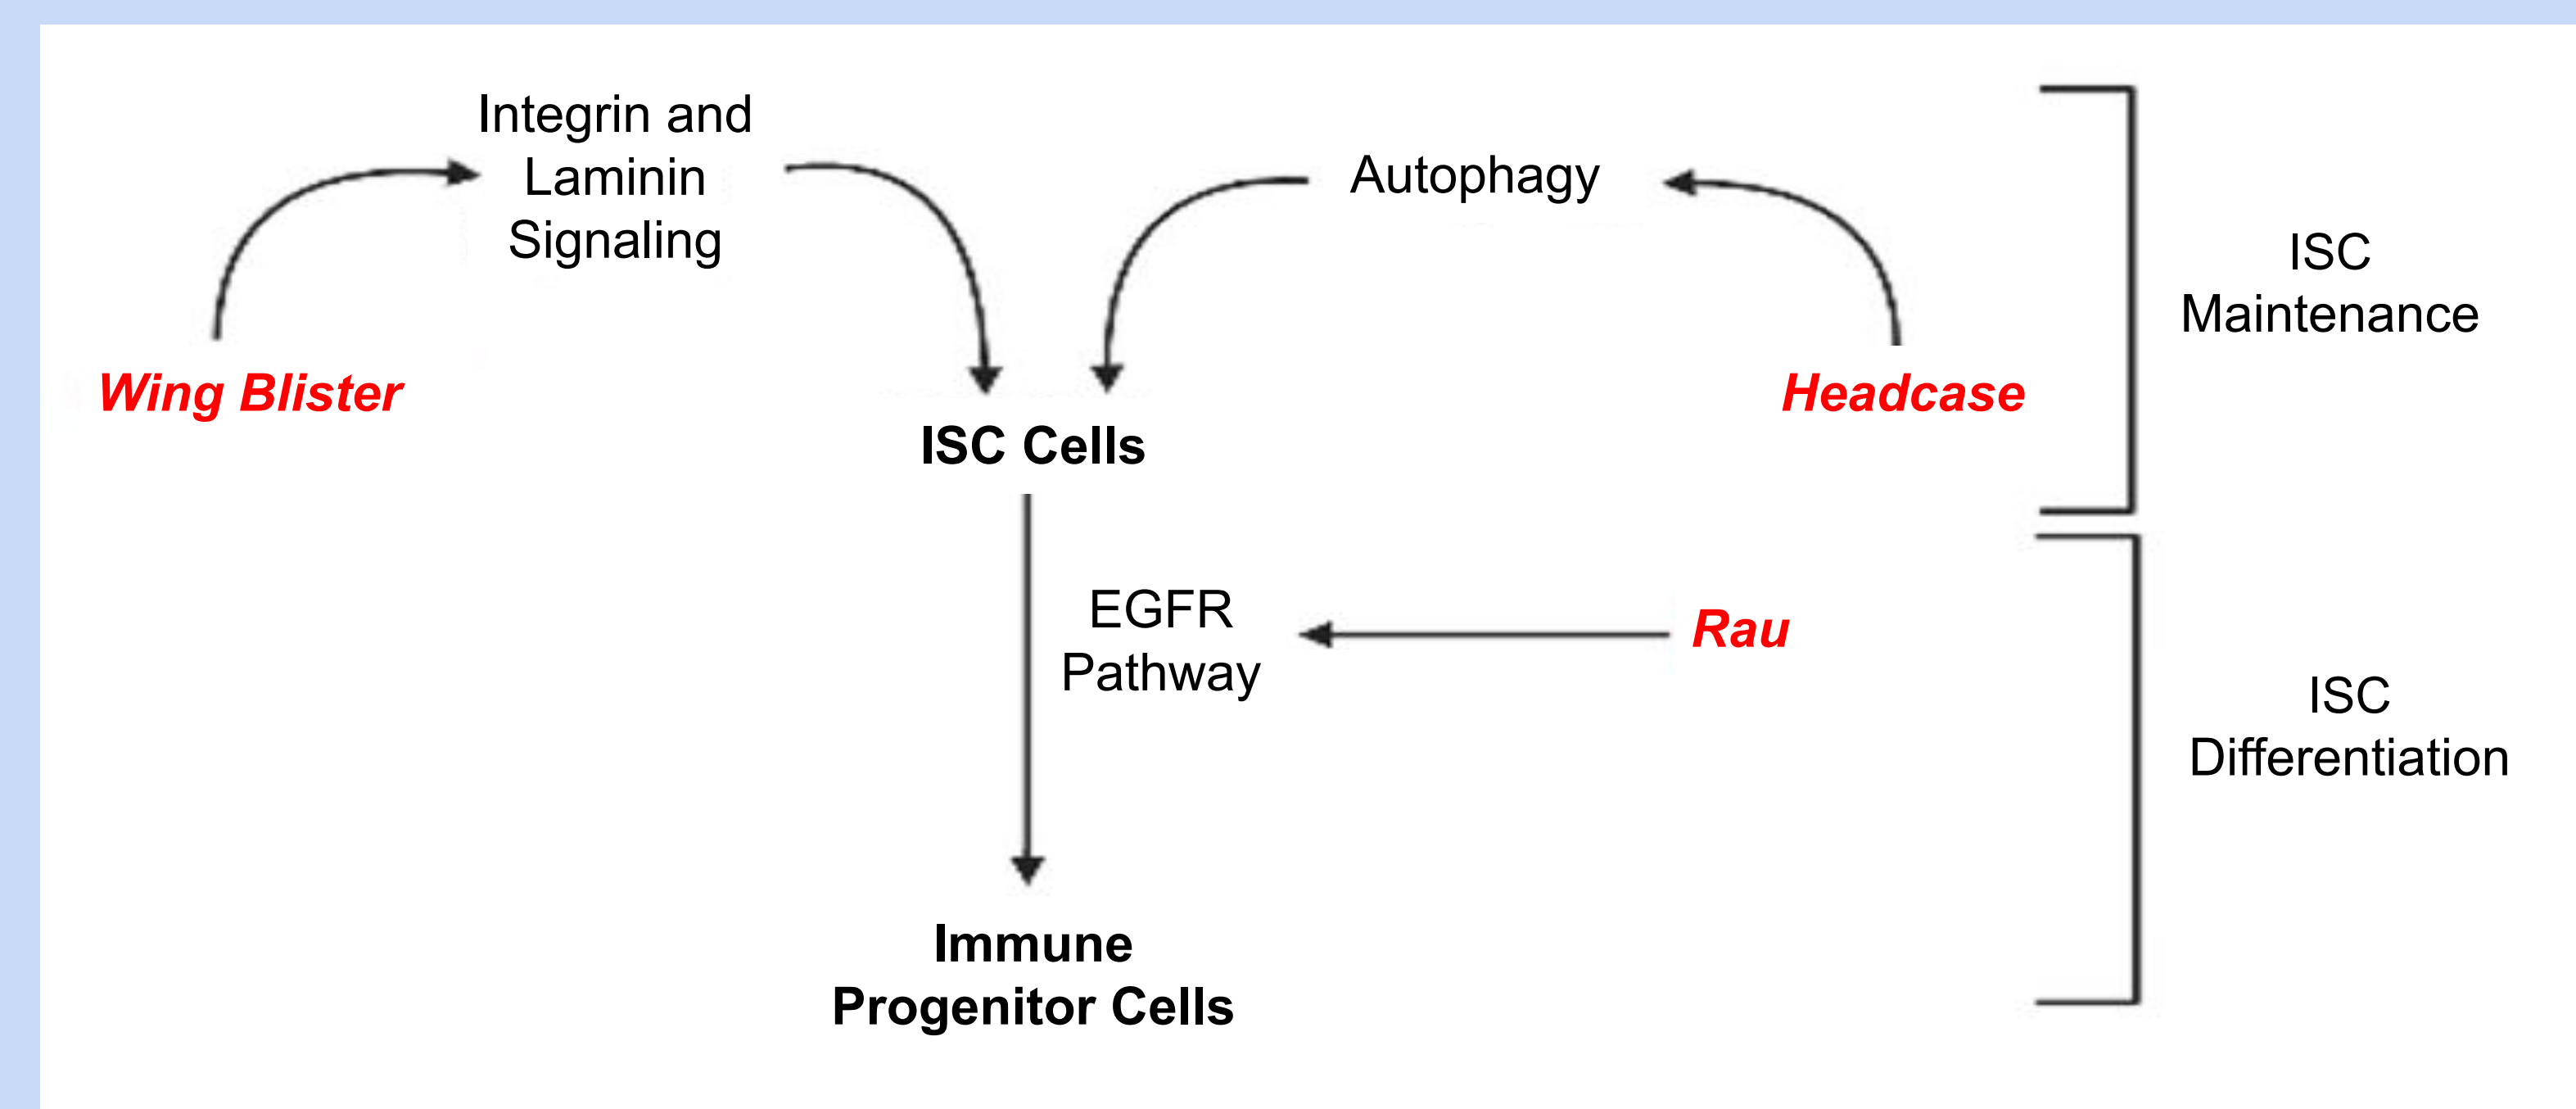 Integrin and
Laminin
Signaling
Autophagy
ISC
Maintenance
Wing Blister
Headcase
ISC Cells
EGFR
Pathway
Rau
ISC
Differentiation
Immune
Progenitor Cells